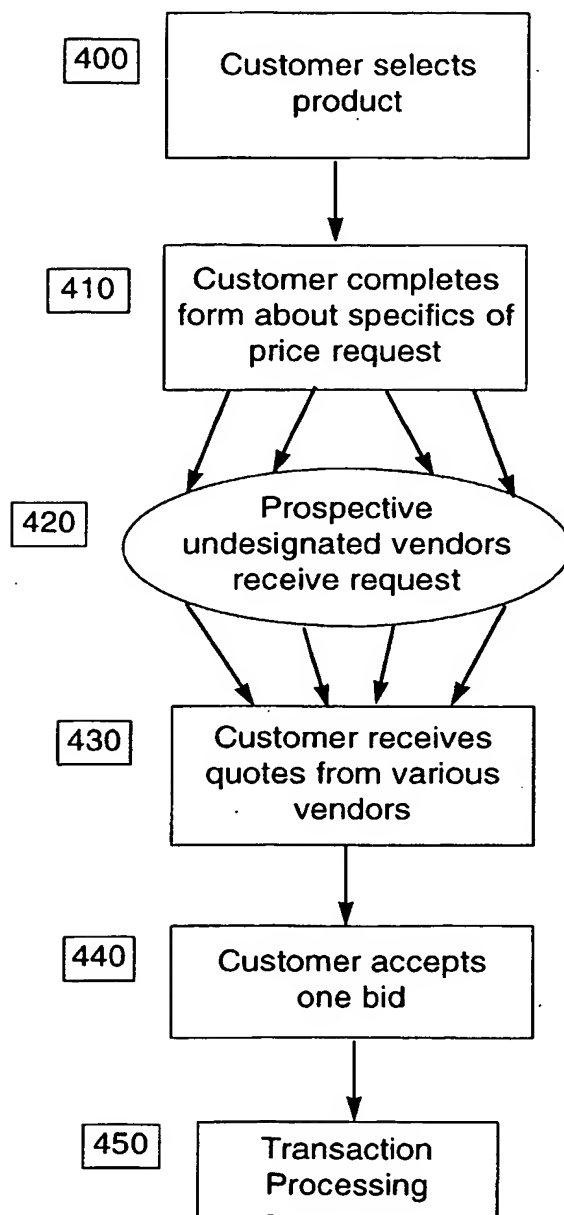 400
Customer selects
product
410
Customer completes
form about specifics of
price request
420
Prospective
undesignated vendors
receive request
430
Customer receives
quotes from various
vendors
440
Customer accepts
one bid
450
Transaction
Processing